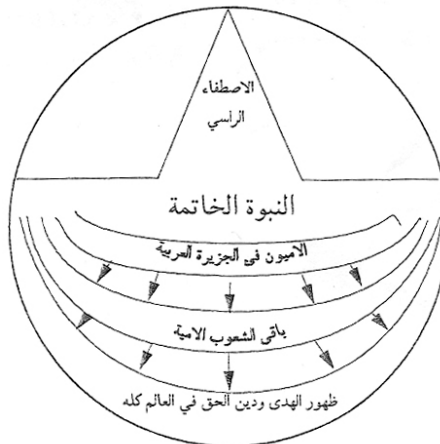 الاصطفاء
الرأسي
النبوة الخاتمة
الاميون في الجزيرة العربية
باقي الشعوب الامية
ظهور الهدى ودين الحق في العالم كله